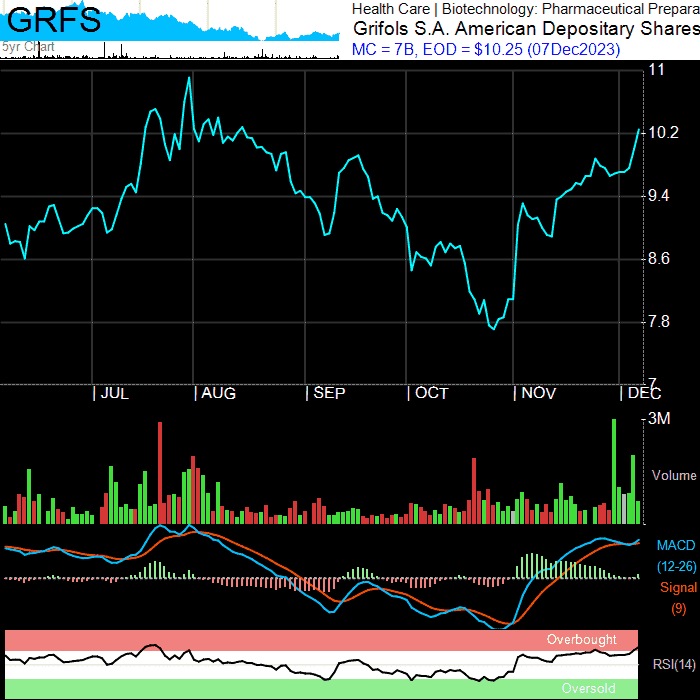 GRFS
5yr Chart
Health Care | Biotechnology: Pharmaceutical Prepara
Grifols S.A. American Depositary Shares
MC = 7B, EOD = $10.25 (07Dec2023)
11
10.2
9.4
8.6
7.8
7
JUL AUG SEP OCT NOV DEC
3M
Volume
MACD
(12-26)
Signal
(9)
Overbought
RSI(14)
Oversold